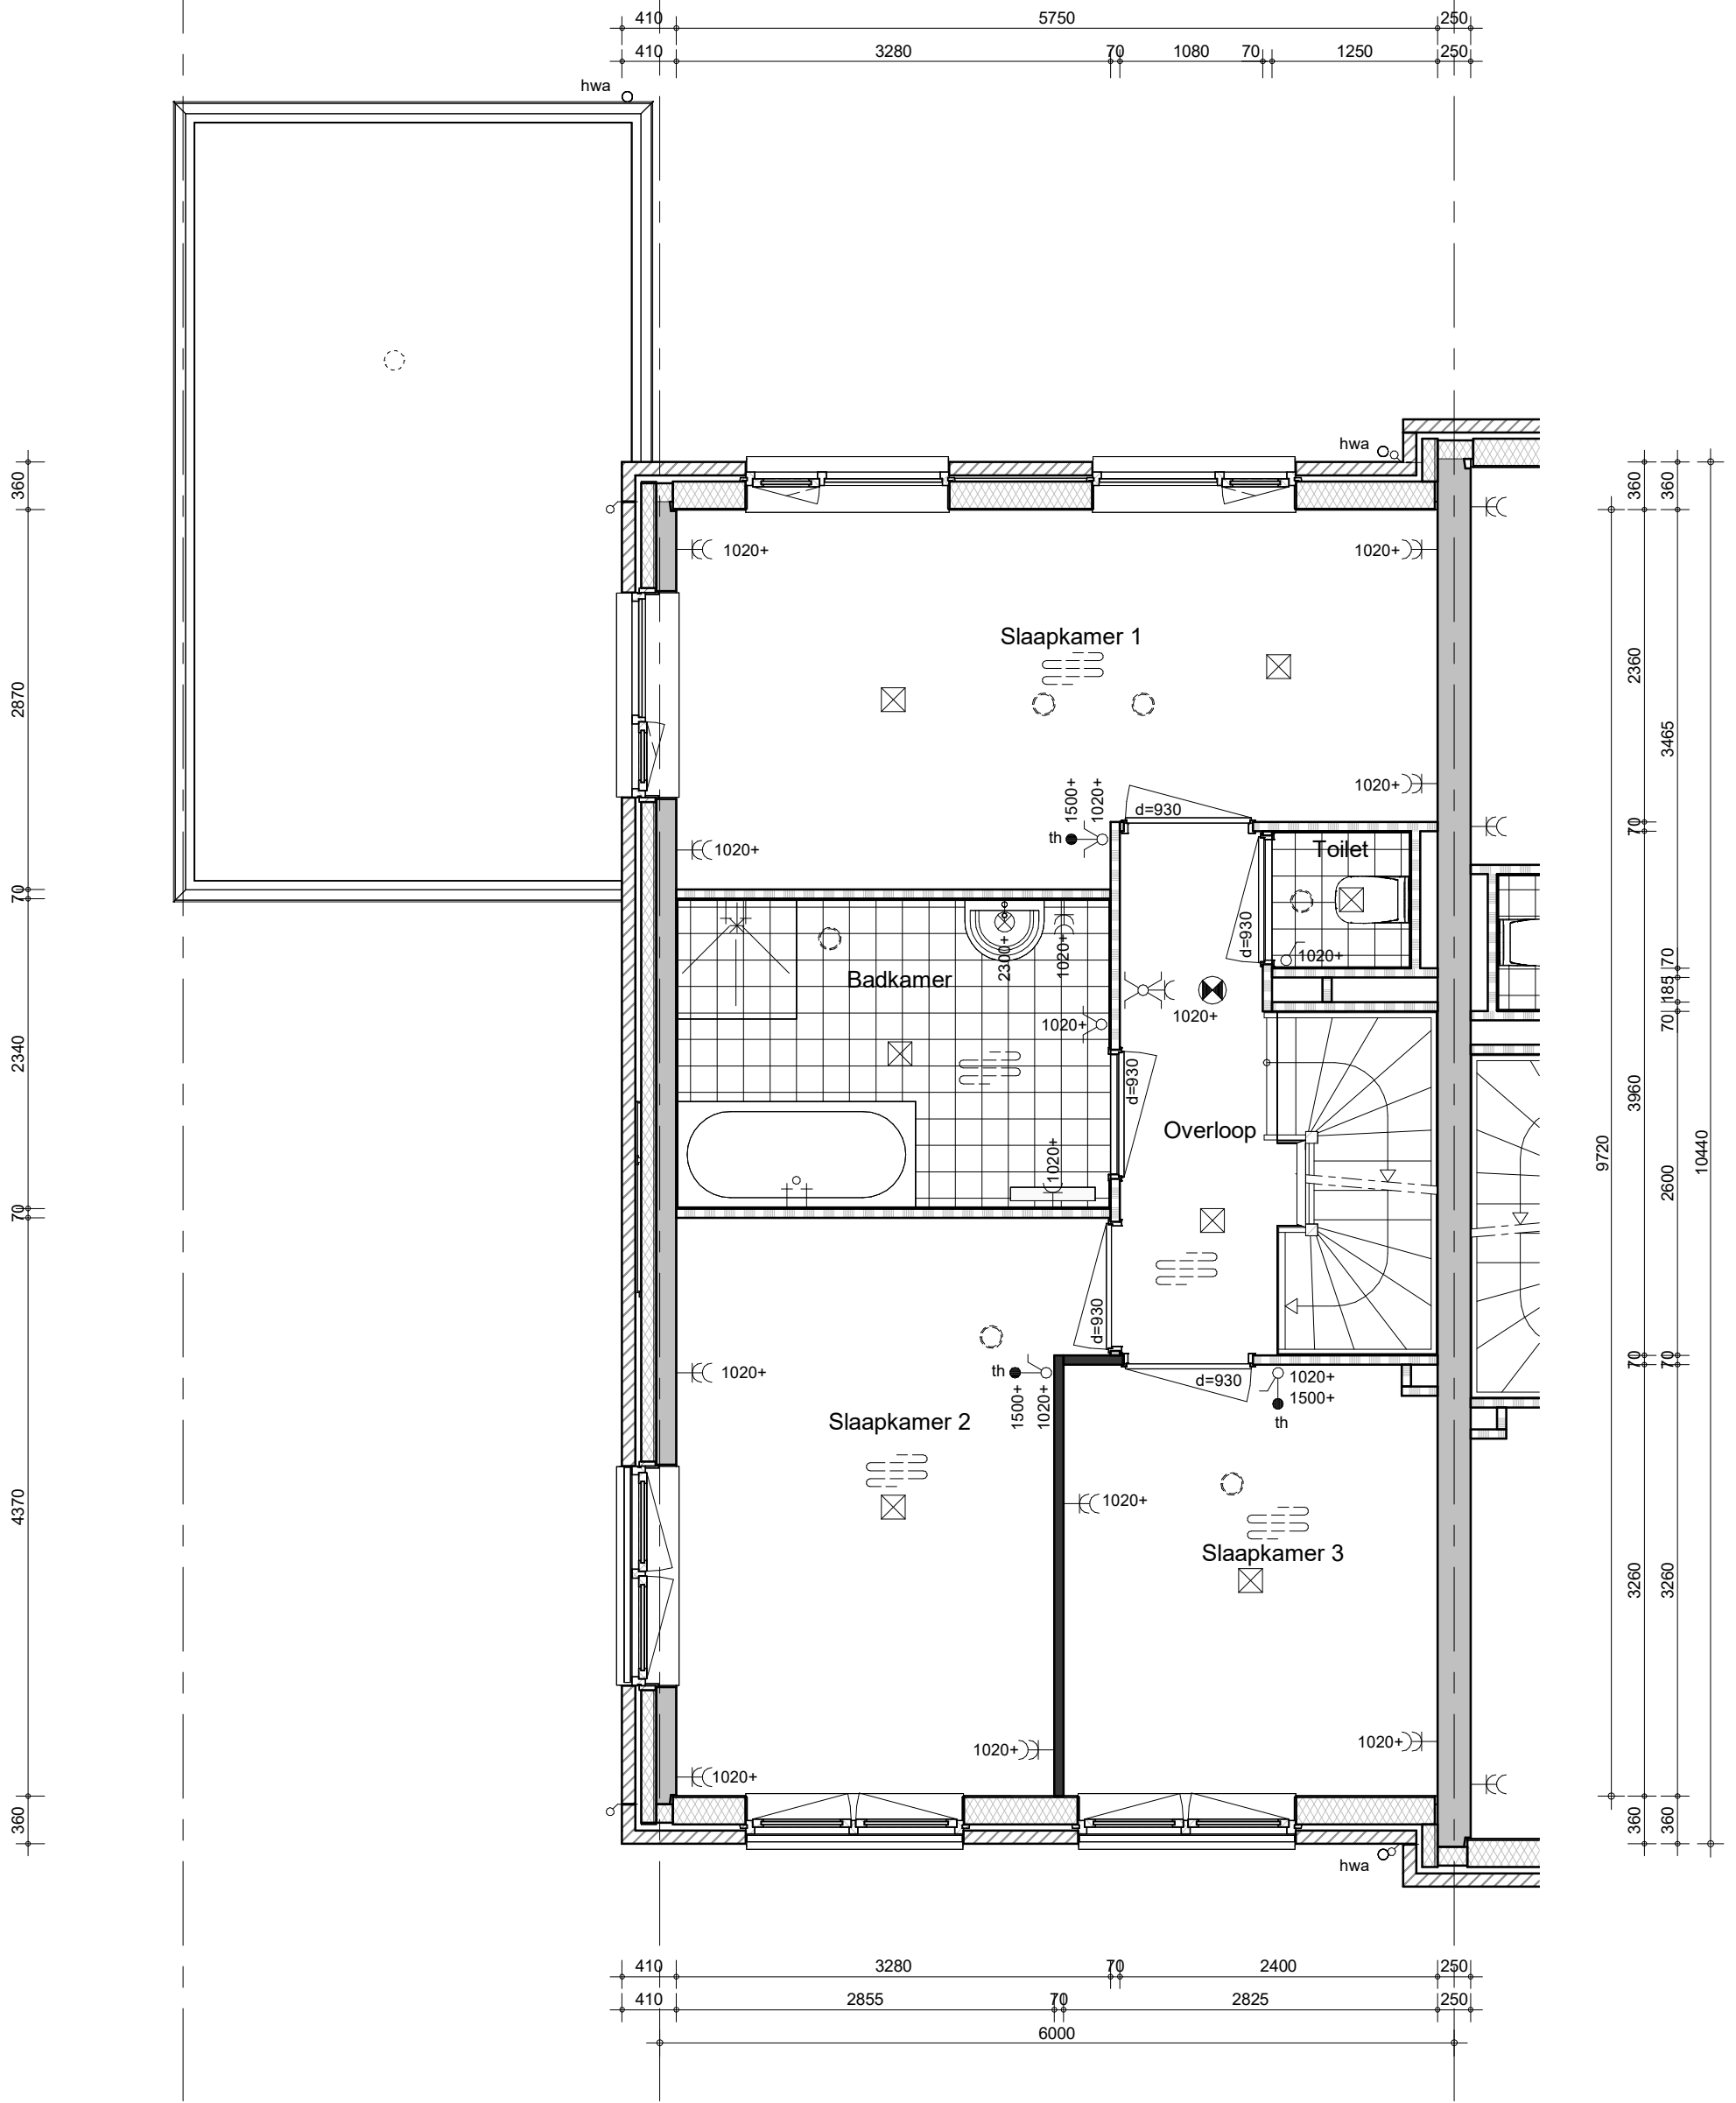 410 5750 250
410 3280 70 1080 70 1250 250
hwa
hwa
360 360 360
1020+ 1020+
Slaapkamer 1
2870 2360 3465
1500+ 1020+ 1020+
d=930
th
1020+
Toilet
70 70
d=930
2300+ 1020+ 1020+
Badkamer
70
185
1020+ 1020+
70
2340 d=930 3960
Overloop
9720 10440
1020+ 2600
70
d=930
1020+ th d=930 1020+
70 70
1500+ 1020+ 1500+
th
Slaapkamer 2
4370 1020+
Slaapkamer 3
3260 3260
1020+ 1020+
1020+
360 360 360
hwa
410 3280 70 2400 250
410 2855 70 2825 250
6000